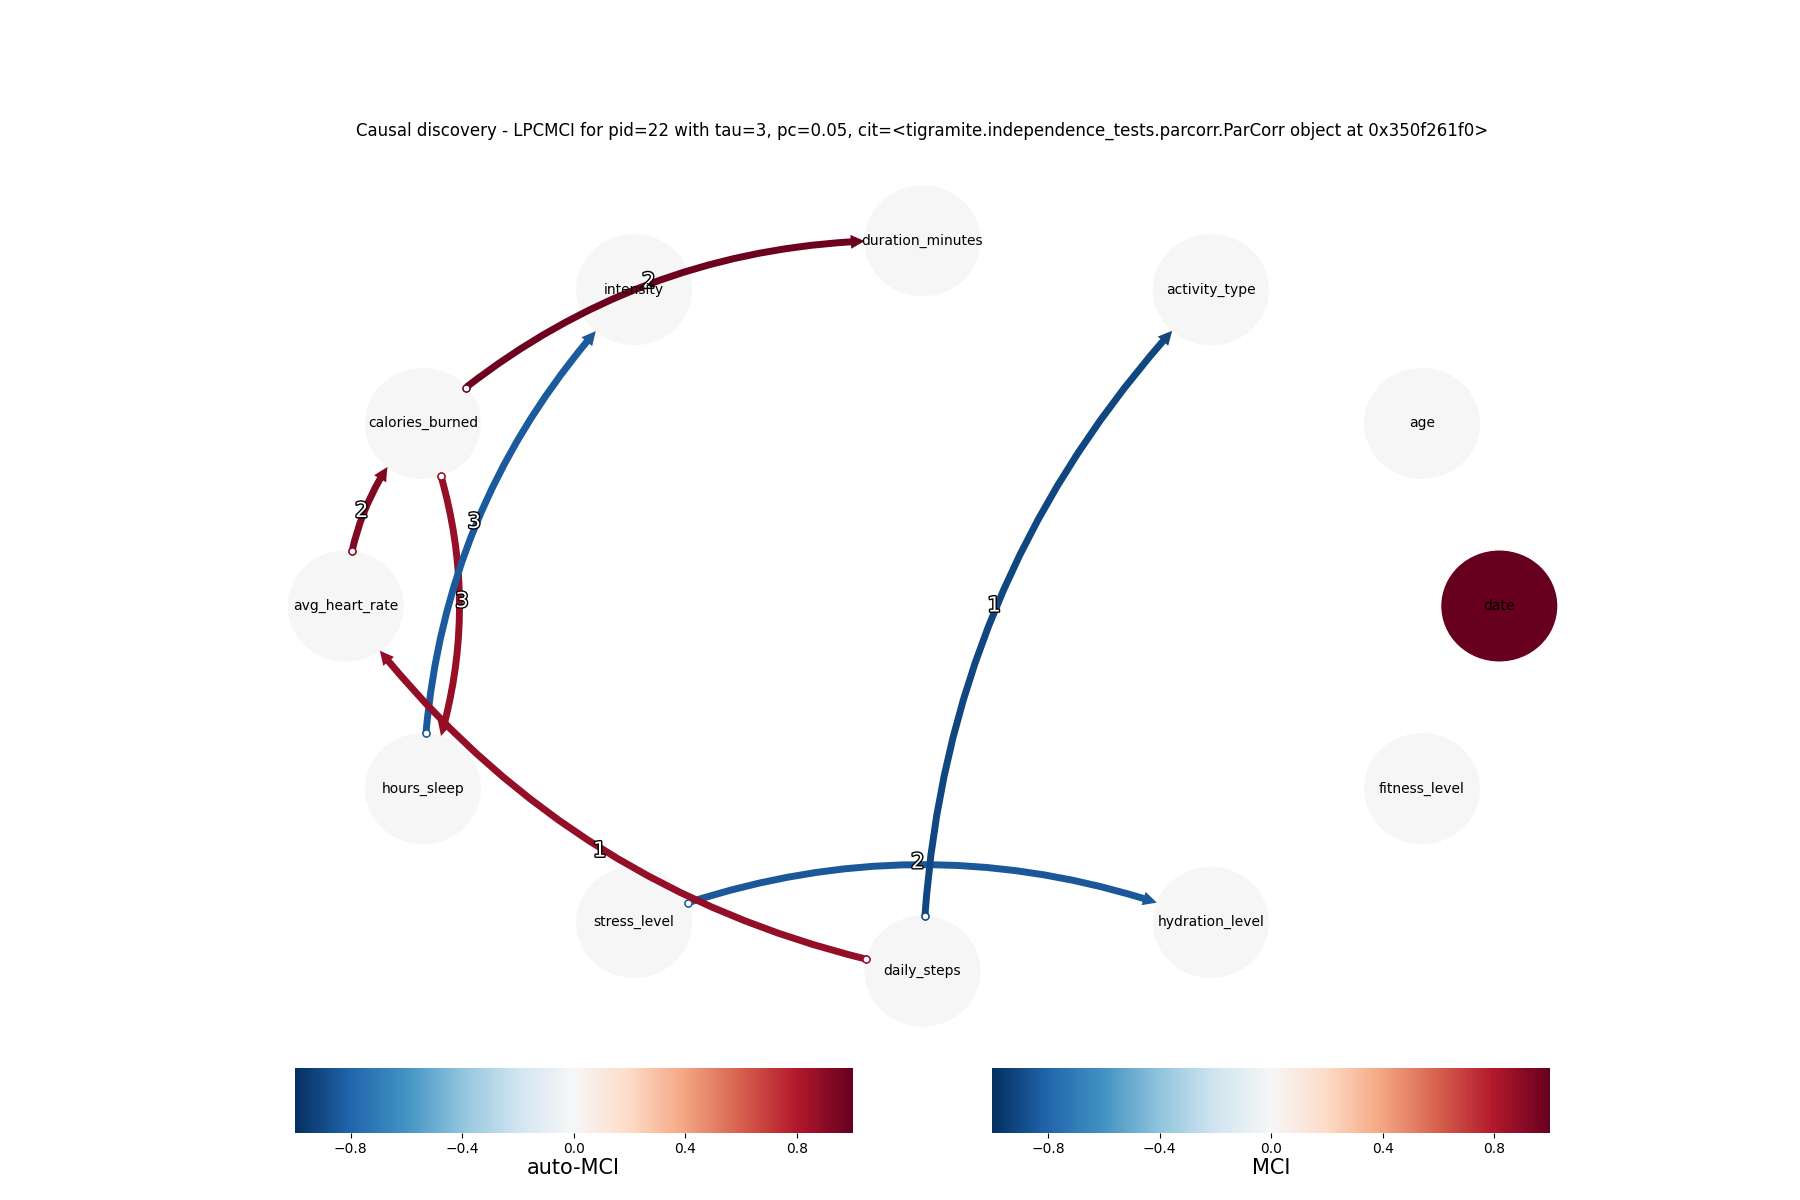 Causal discovery - LPCMCI for pid=22 with tau=3, pc=0.05, cit=<tigramite.independence_tests.parcorr.ParCorr object at 0x350f261f0>
duration_minutes
2
intensity
activity_type
calories_burned
age
2
3
3
avg_heart_rate
1
date
hours_sleep
fitness_level
1
2
stress_level
hydration_level
daily_steps
−0.8
−0.4
0.0
0.4
0.8
auto-MCI
−0.8
−0.4
0.0
0.4
0.8
MCI